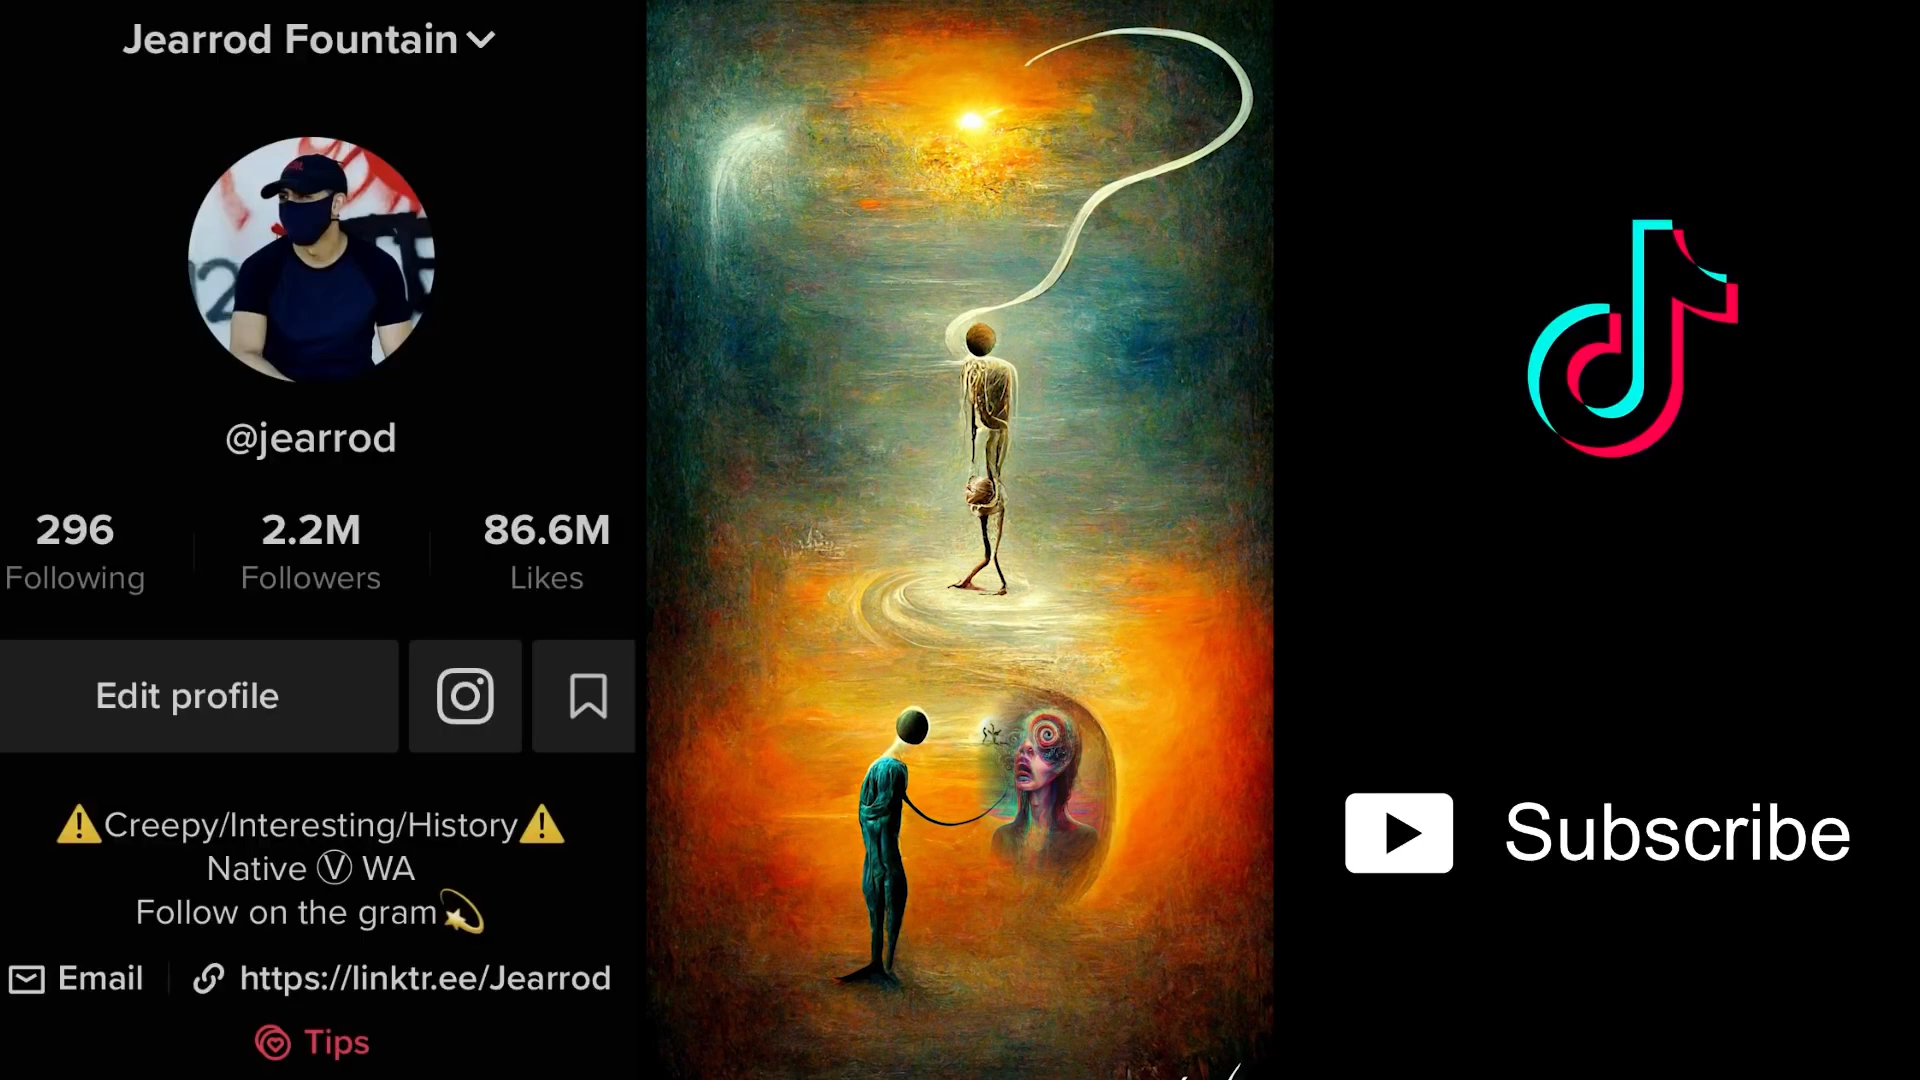 Jearrod Fountain
@jearrod
296
Following
2.2M
Followers
86.6M
Likes
Edit profile
⚠️Creepy/Interesting/History⚠️
Native Ⓥ WA
Follow on the gram💫
Email
https://linktr.ee/Jearrod
Tips
Subscribe